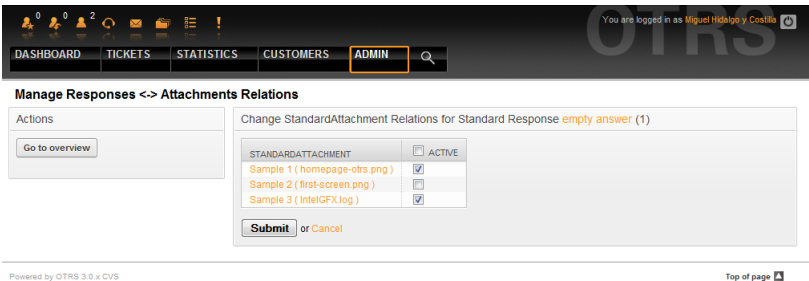 0 0 2
You are logged in as Miguel Hidalgo y Costilla
OTRS
DASHBOARD TICKETS STATISTICS CUSTOMERS ADMIN
Manage Responses <-> Attachments Relations
Actions
Go to overview
Change StandardAttachment Relations for Standard Response empty answer (1)
STANDARDATTACHMENT ACTIVE
Sample 1 ( homepage-otrs.png )
Sample 2 ( first-screen.png )
Sample 3 ( IntelGFX.log )
Submit or Cancel
Powered by OTRS 3.0.x CVS
Top of page